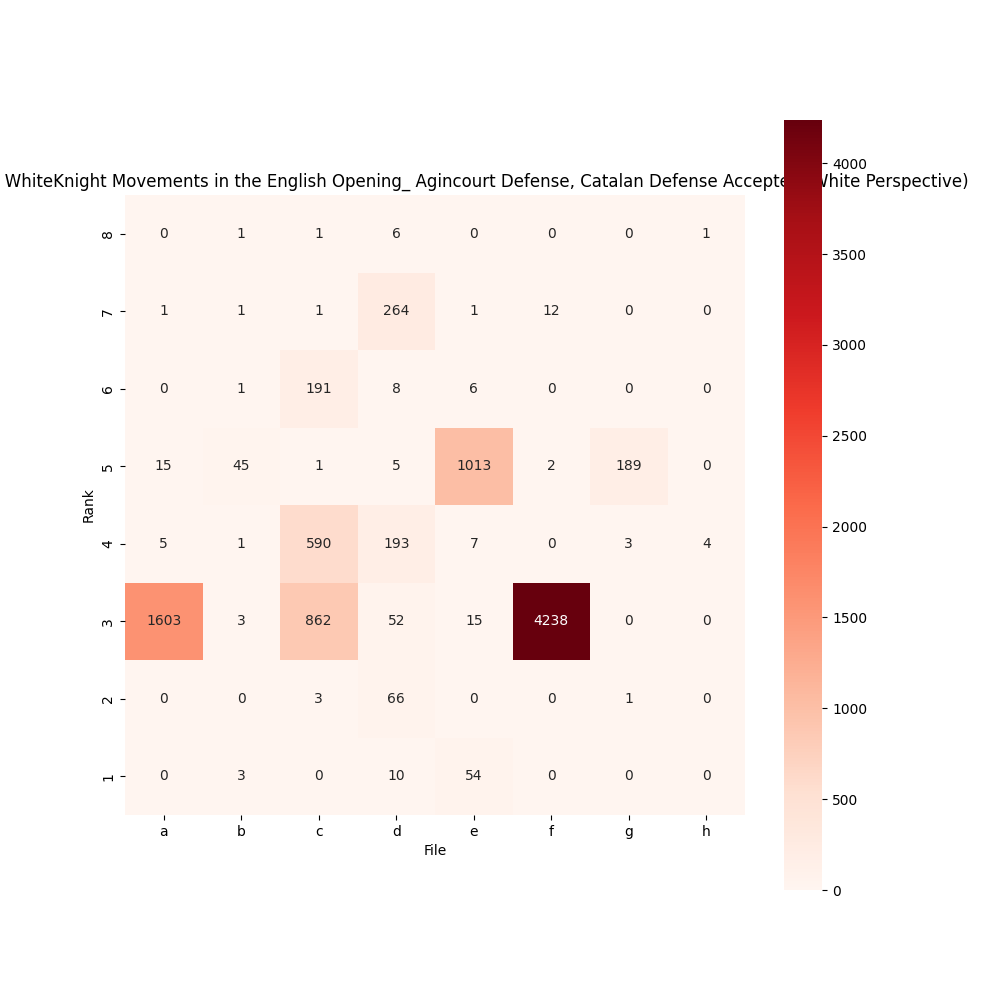 WhiteKnight Movements in the English Opening_ Agincourt Defense, Catalan Defense Accepte hite Perspective)
8 0 1 1 6 0 0 0 1
7 1 1 1 264 1 12 0 0
6 0 1 191 8 6 0 0 0
5 15 45 1 5 1013 2 189 0
4 5 1 590 193 7 0 3 4
3 1603 3 862 52 15 4238 0 0
2 0 0 3 66 0 0 1 0
1 0 3 0 10 54 0 0 0
a b c d e f g h
File
Rank
4000
3500
3000
2500
2000
1500
1000
500
0